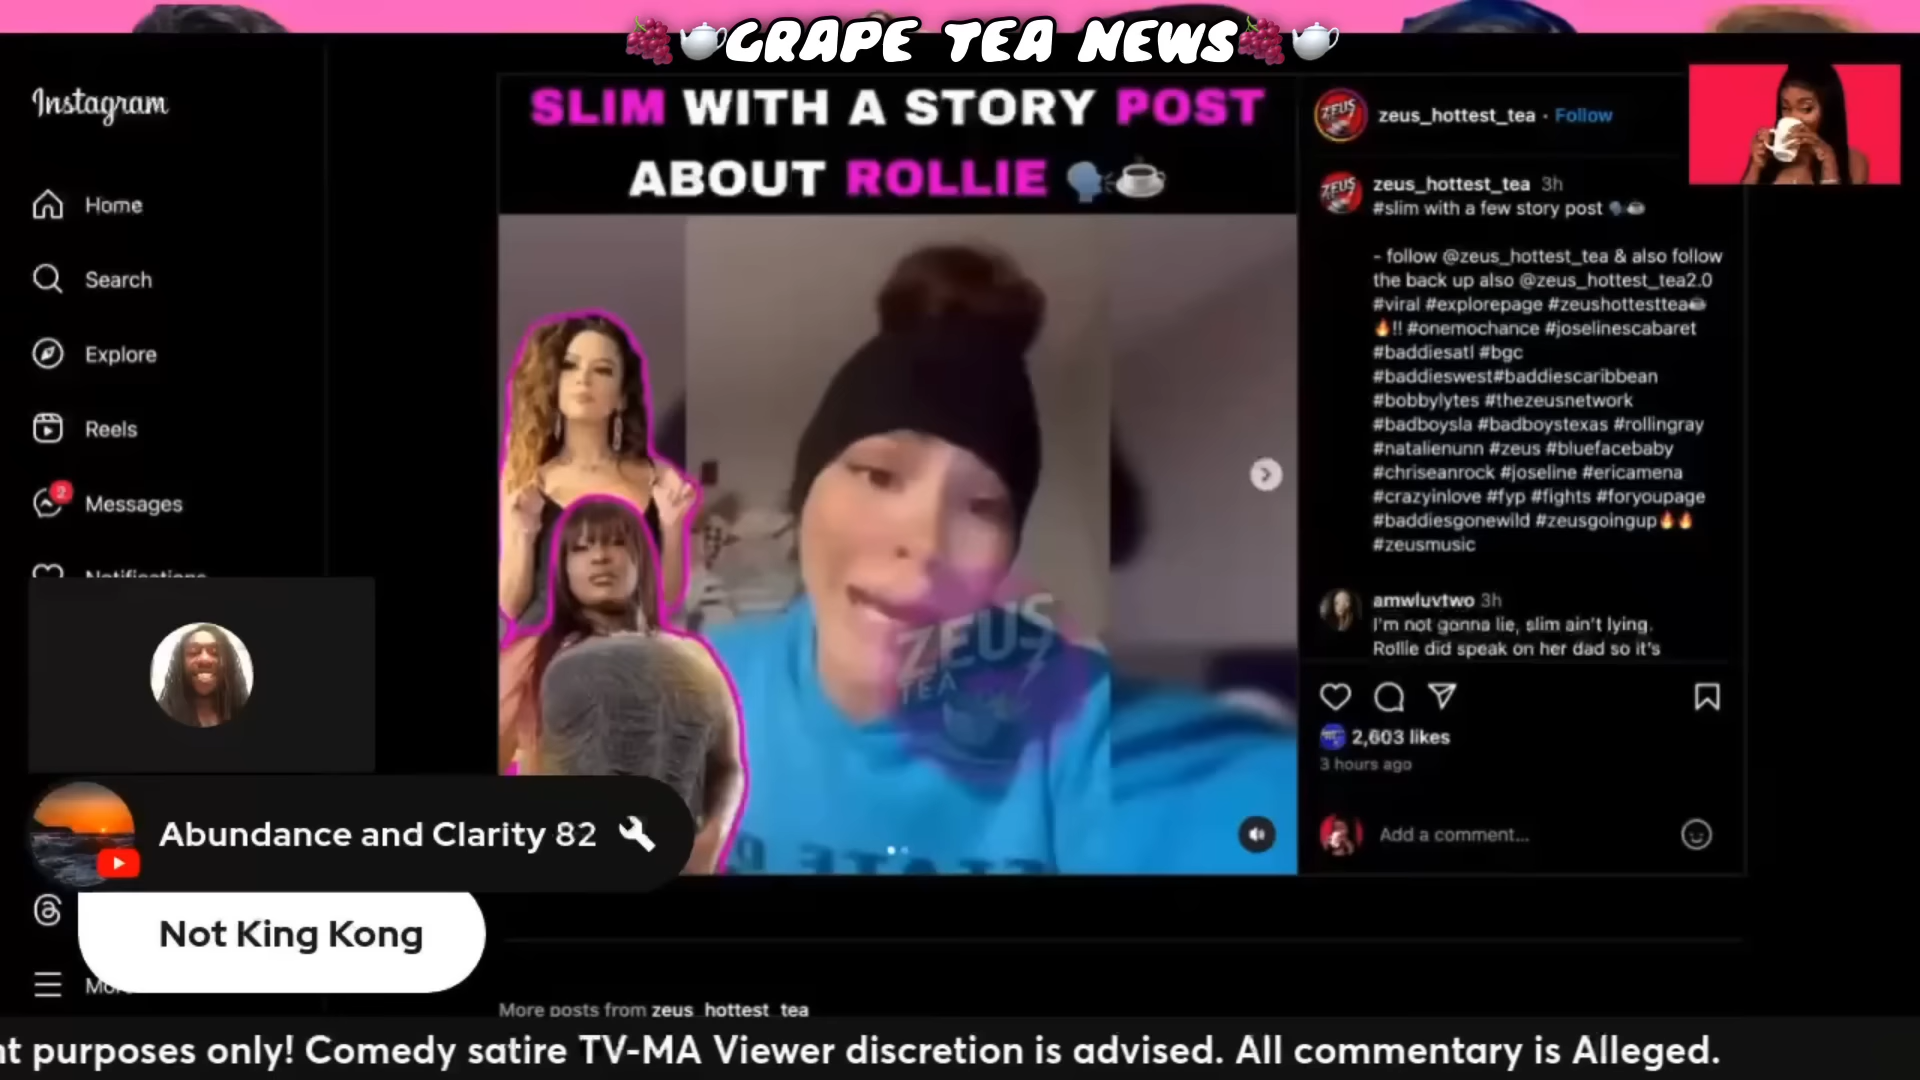 GRAPE TEA NEWS
Instagram
Home
Search
Explore
Reels
2
Messages
Notifications
SLIM WITH A STORY POST
ABOUT ROLLIE
ZEUS
TEA
zeus_hottest_tea · Follow
zeus_hottest_tea 3h
#slim with a few story post
- follow @zeus_hottest_tea & also follow
the back up also @zeus_hottest_tea2.0
#viral #explorepage #zeushottesttea
!! #onemochance #joselinescabaret
#baddiesatl #bgc
#baddieswest#baddiescaribbean
#bobbylytes #thezeusnetwork
#badboysla #badboystexas #rollingray
#natalienunn #zeus #bluefacebaby
#chriseanrock #joseline #ericamena
#crazyinlove #fyp #fights #foryoupage
#baddiesgonewild #zeusgoingup
#zeusmusic
amwluvtwo 3h
I'm not gonna lie, slim ain't lying.
Rollie did speak on her dad so it's
2,603 likes
3 hours ago
Add a comment...
Abundance and Clarity 82
Not King Kong
More posts from zeus_hottest_tea
nt purposes only! Comedy satire TV-MA Viewer discretion is advised. All commentary is Alleged.